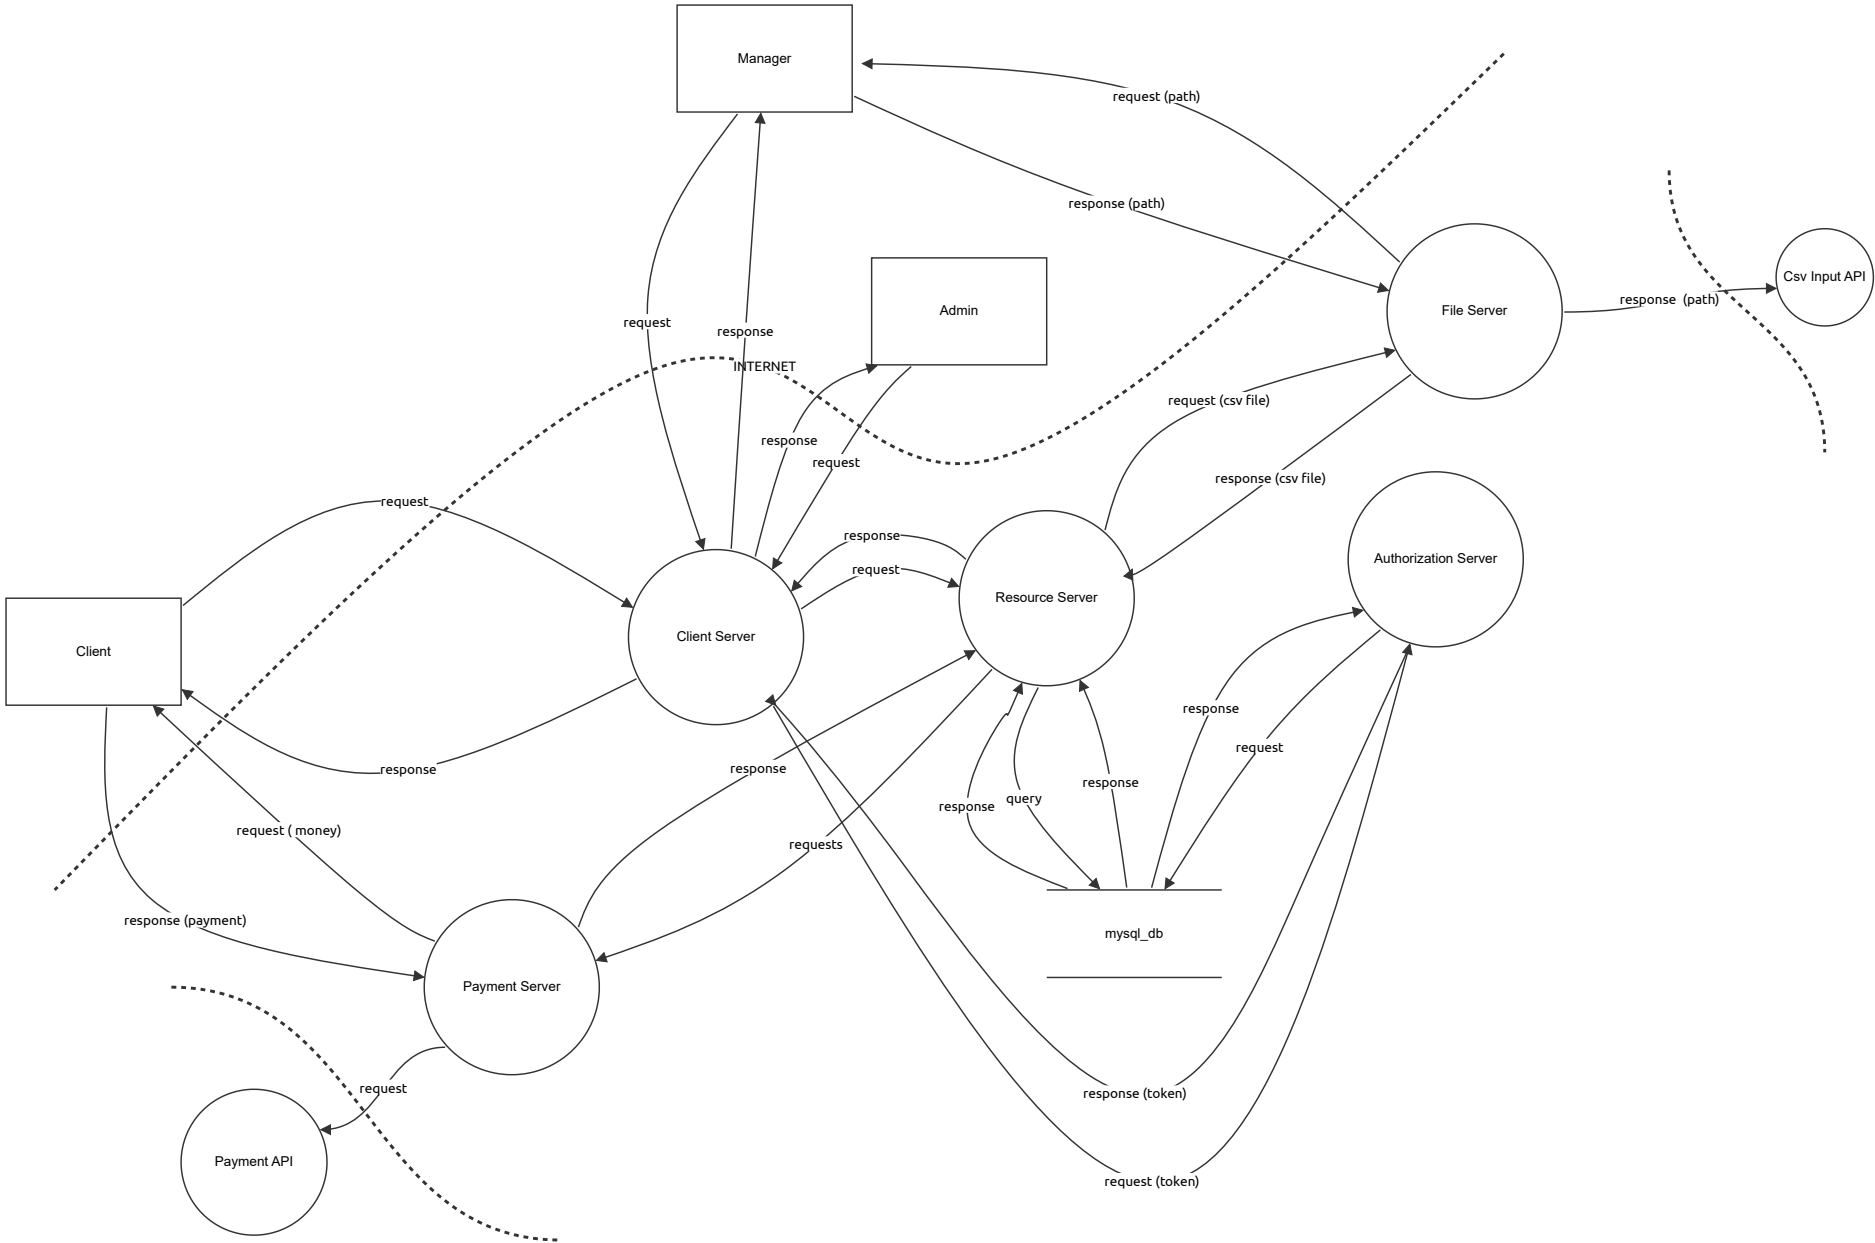 Manager
request (path)
response (path)
Csv Input API
response  (path)
File Server
Admin
request
response
INTERNET
request (csv file)
response
request
response (csv file)
request
response
request
Authorization Server
Resource Server
Client Server
Client
response
request
response
response
response
query
response
request ( money)
requests
response (payment)
mysql_db
Payment Server
request
response (token)
Payment API
request (token)